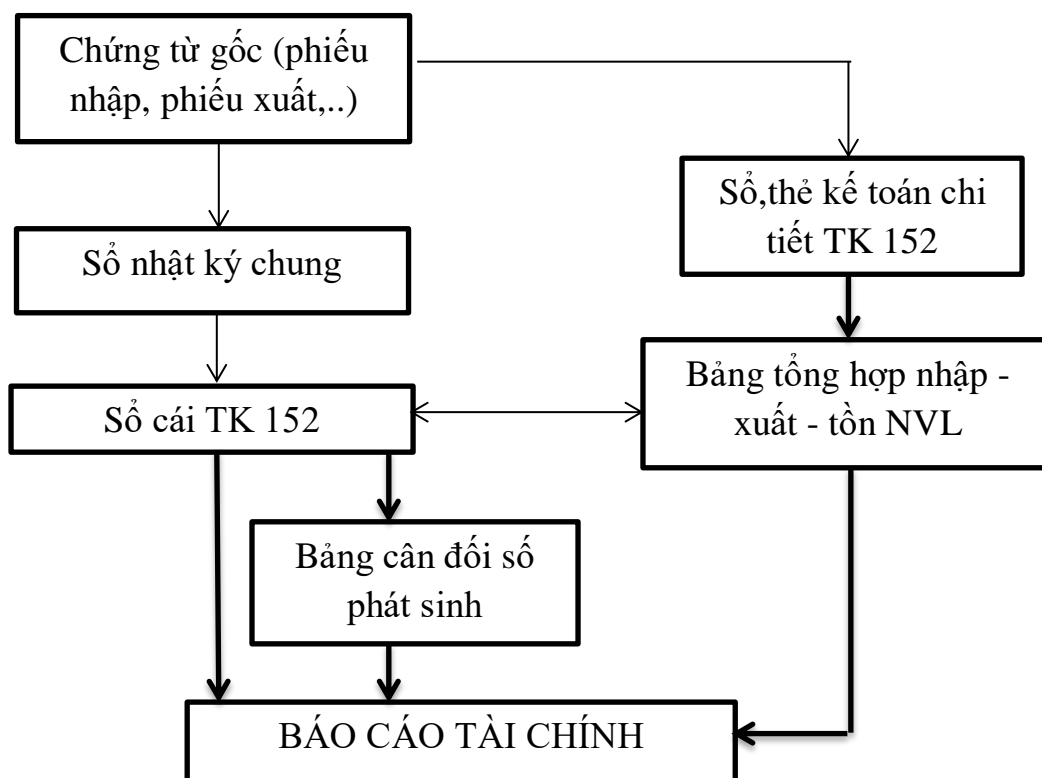 Chứng từ gốc (phiếu
nhập, phiếu xuất,..)
Sổ,thẻ kế toán chi
tiết TK 152
Sổ nhật ký chung
Bảng tổng hợp nhập -
xuất - tồn NVL
Sổ cái TK 152
Bảng cân đối số
phát sinh
BÁO CÁO TÀI CHÍNH